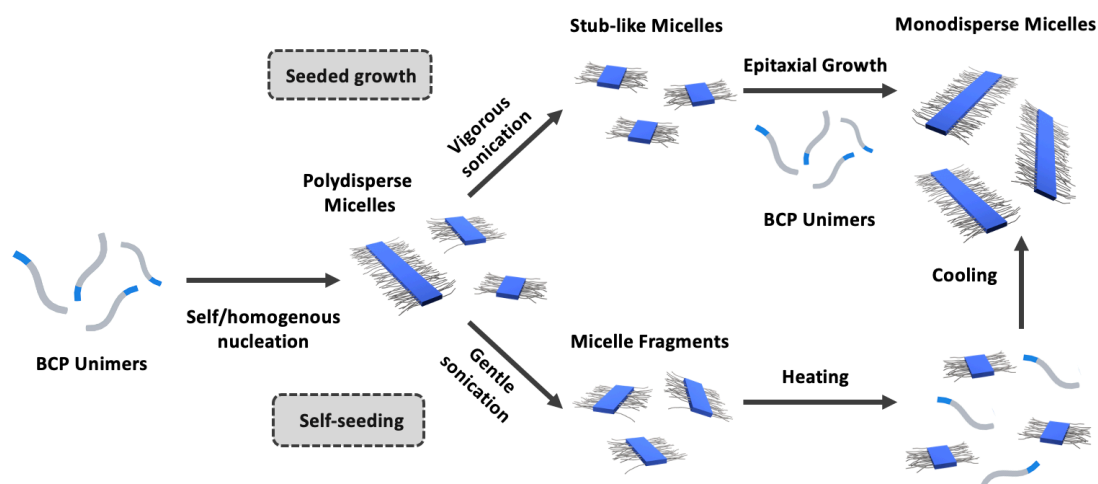 Stub-like Micelles
Monodisperse Micelles
Seeded growth
Epitaxial Growth
Vigorous
sonication
Polydisperse
Micelles
BCP Unimers
Self/homogenous
nucleation
BCP Unimers
Cooling
Gentle
sonication
Micelle Fragments
Heating
Self-seeding